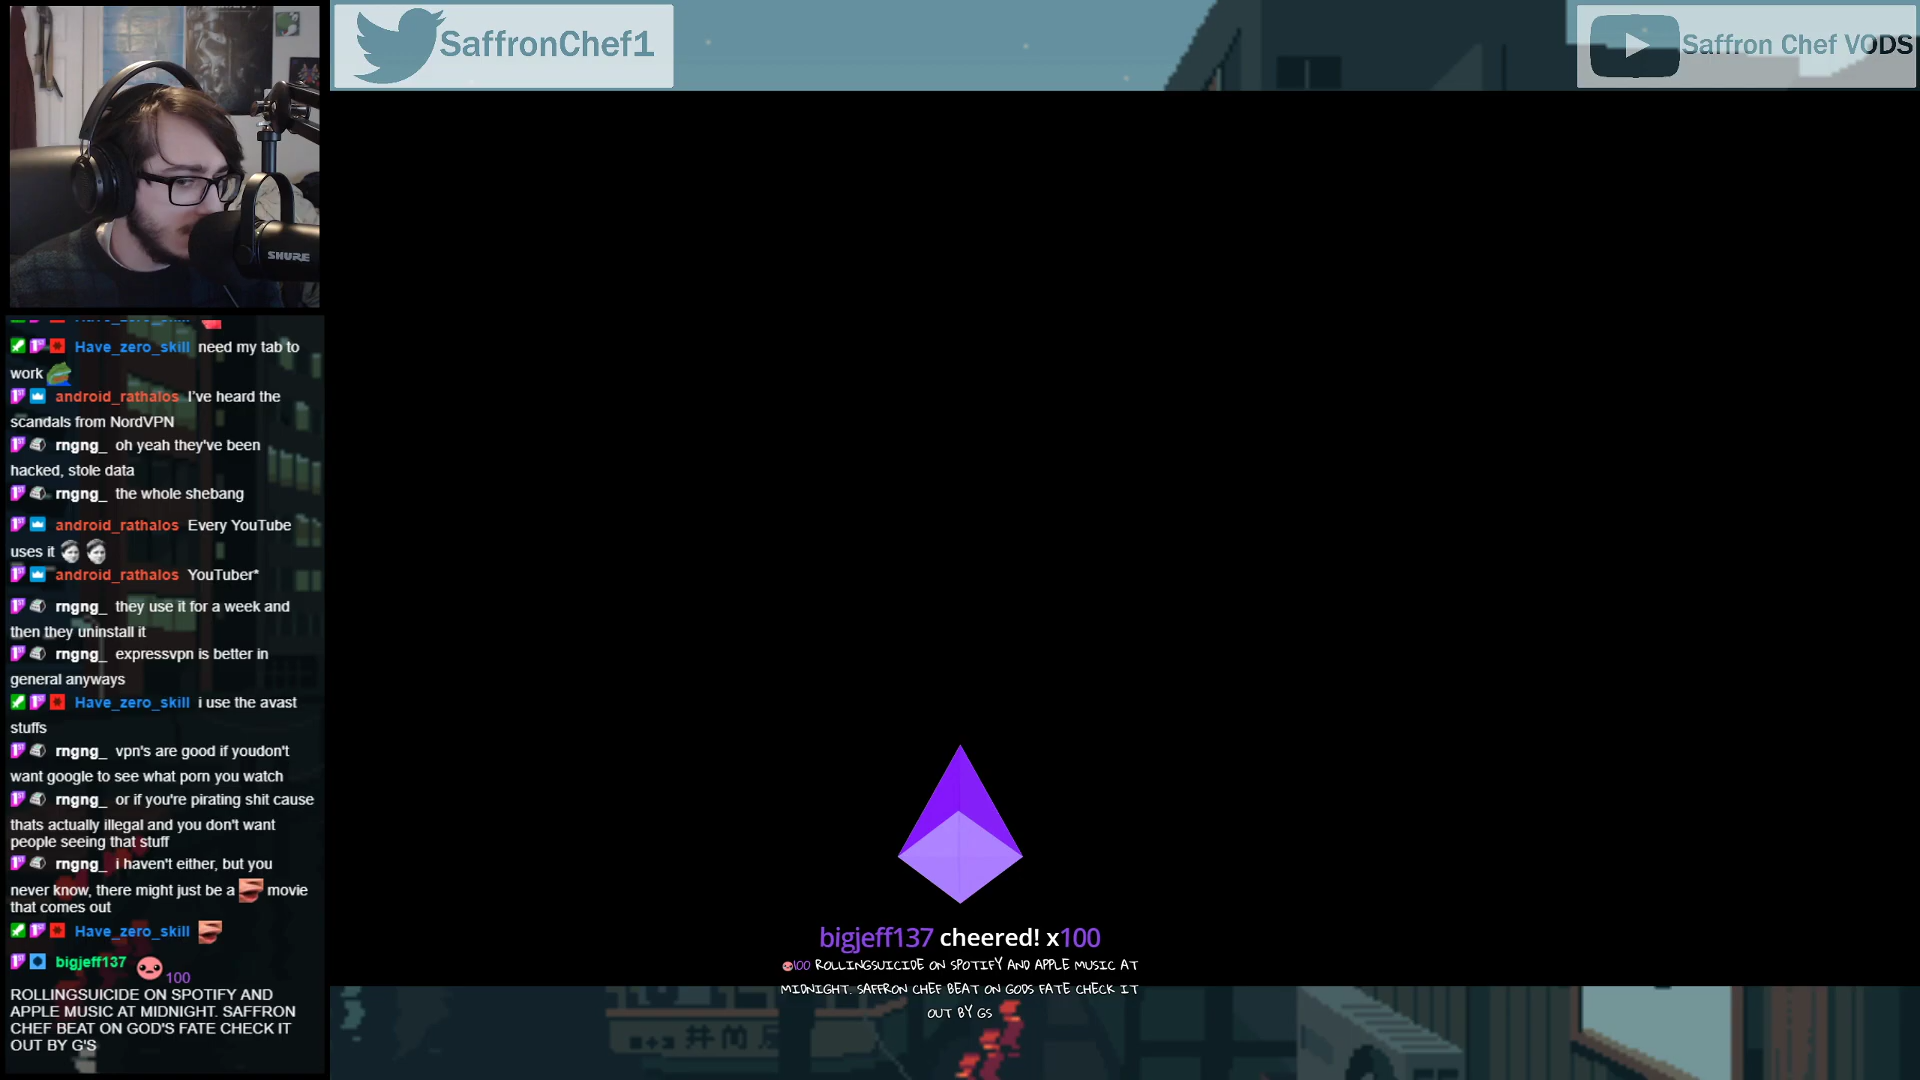 SaffronChef1
Saffron Chef VODS
SHURE
Have_zero_skill need my tab to
work
android_rathalos I've heard the
scandals from NordVPN
rngng_ oh yeah they've been
hacked, stole data
rngng_ the whole shebang
android_rathalos Every YouTube
uses it
android_rathalos YouTuber*
rngng_ they use it for a week and
then they uninstall it
rngng_ expressvpn is better in
general anyways
Have_zero_skill i use the avast
stuffs
rngng_ vpn's are good if youdon't
want google to see what porn you watch
rngng_ or if you're pirating shit cause
thats actually illegal and you don't want
people seeing that stuff
rngng_ i haven't either, but you
never know, there might just be a movie
that comes out
Have_zero_skill
bigjeff137 100
ROLLINGSUICIDE ON SPOTIFY AND
APPLE MUSIC AT MIDNIGHT. SAFFRON
CHEF BEAT ON GOD'S FATE CHECK IT
OUT BY G'S
bigjeff137 cheered! x100
100 ROLLINGSUICIDE ON SPOTIFY AND APPLE MUSIC AT
MIDNIGHT. SAFFRON CHEF BEAT ON GODS FATE CHECK IT
OUT BY GS